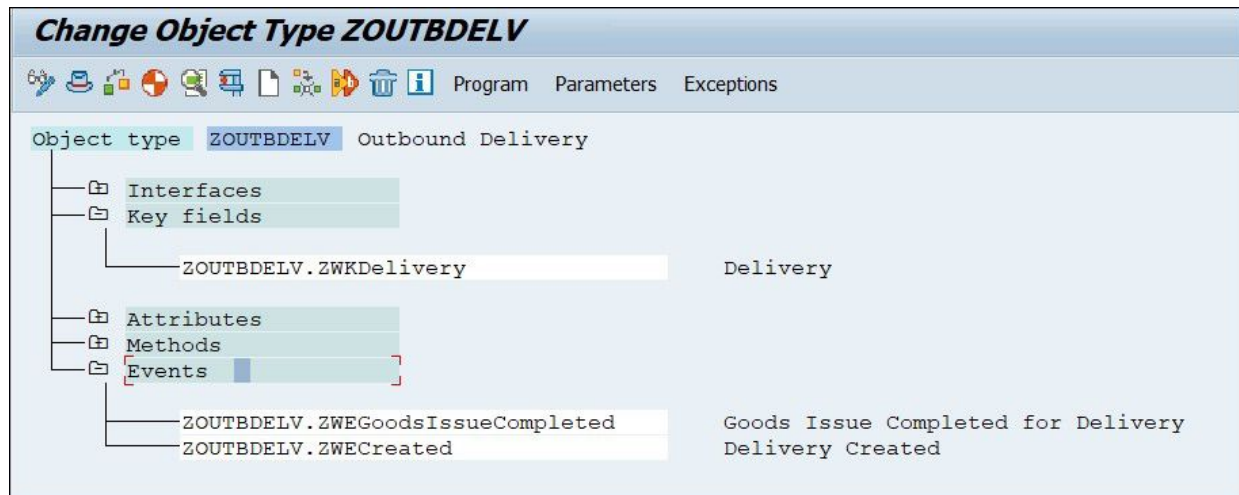 Change Object Type ZOUTBDELV
Program Parameters Exceptions
Object type ZOUTBDELV Outbound Delivery
Interfaces
Key fields
ZOUTBDELV.ZWKDelivery Delivery
Attributes
Methods
Events
ZOUTBDELV.ZWEGoodsIssueCompleted Goods Issue Completed for Delivery
ZOUTBDELV.ZWECreated Delivery Created